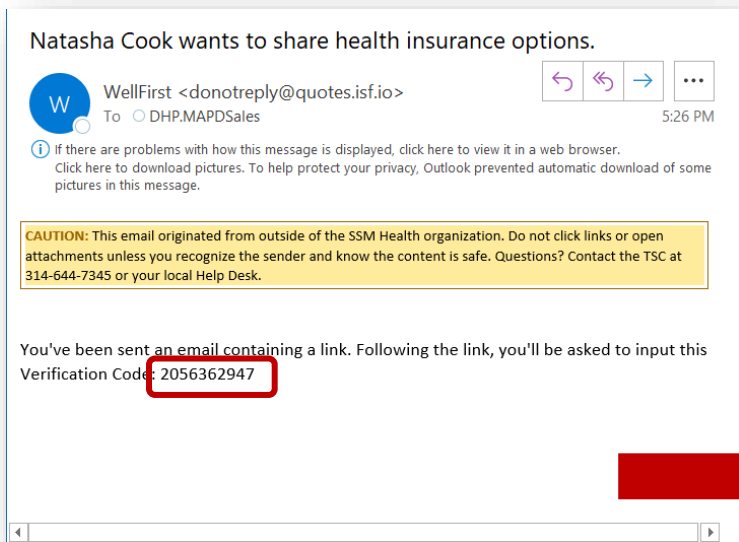 Natasha Cook wants to share health insurance options.
W
WellFirst <donotreply@quotes.isf.io>
To DHP.MAPDSales
5:26 PM
If there are problems with how this message is displayed, click here to view it in a web browser.
Click here to download pictures. To help protect your privacy, Outlook prevented automatic download of some
pictures in this message.
CAUTION: This email originated from outside of the SSM Health organization. Do not click links or open
attachments unless you recognize the sender and know the content is safe. Questions? Contact the TSC at
314-644-7345 or your local Help Desk.
You've been sent an email containing a link. Following the link, you'll be asked to input this
Verification Code: 2056362947